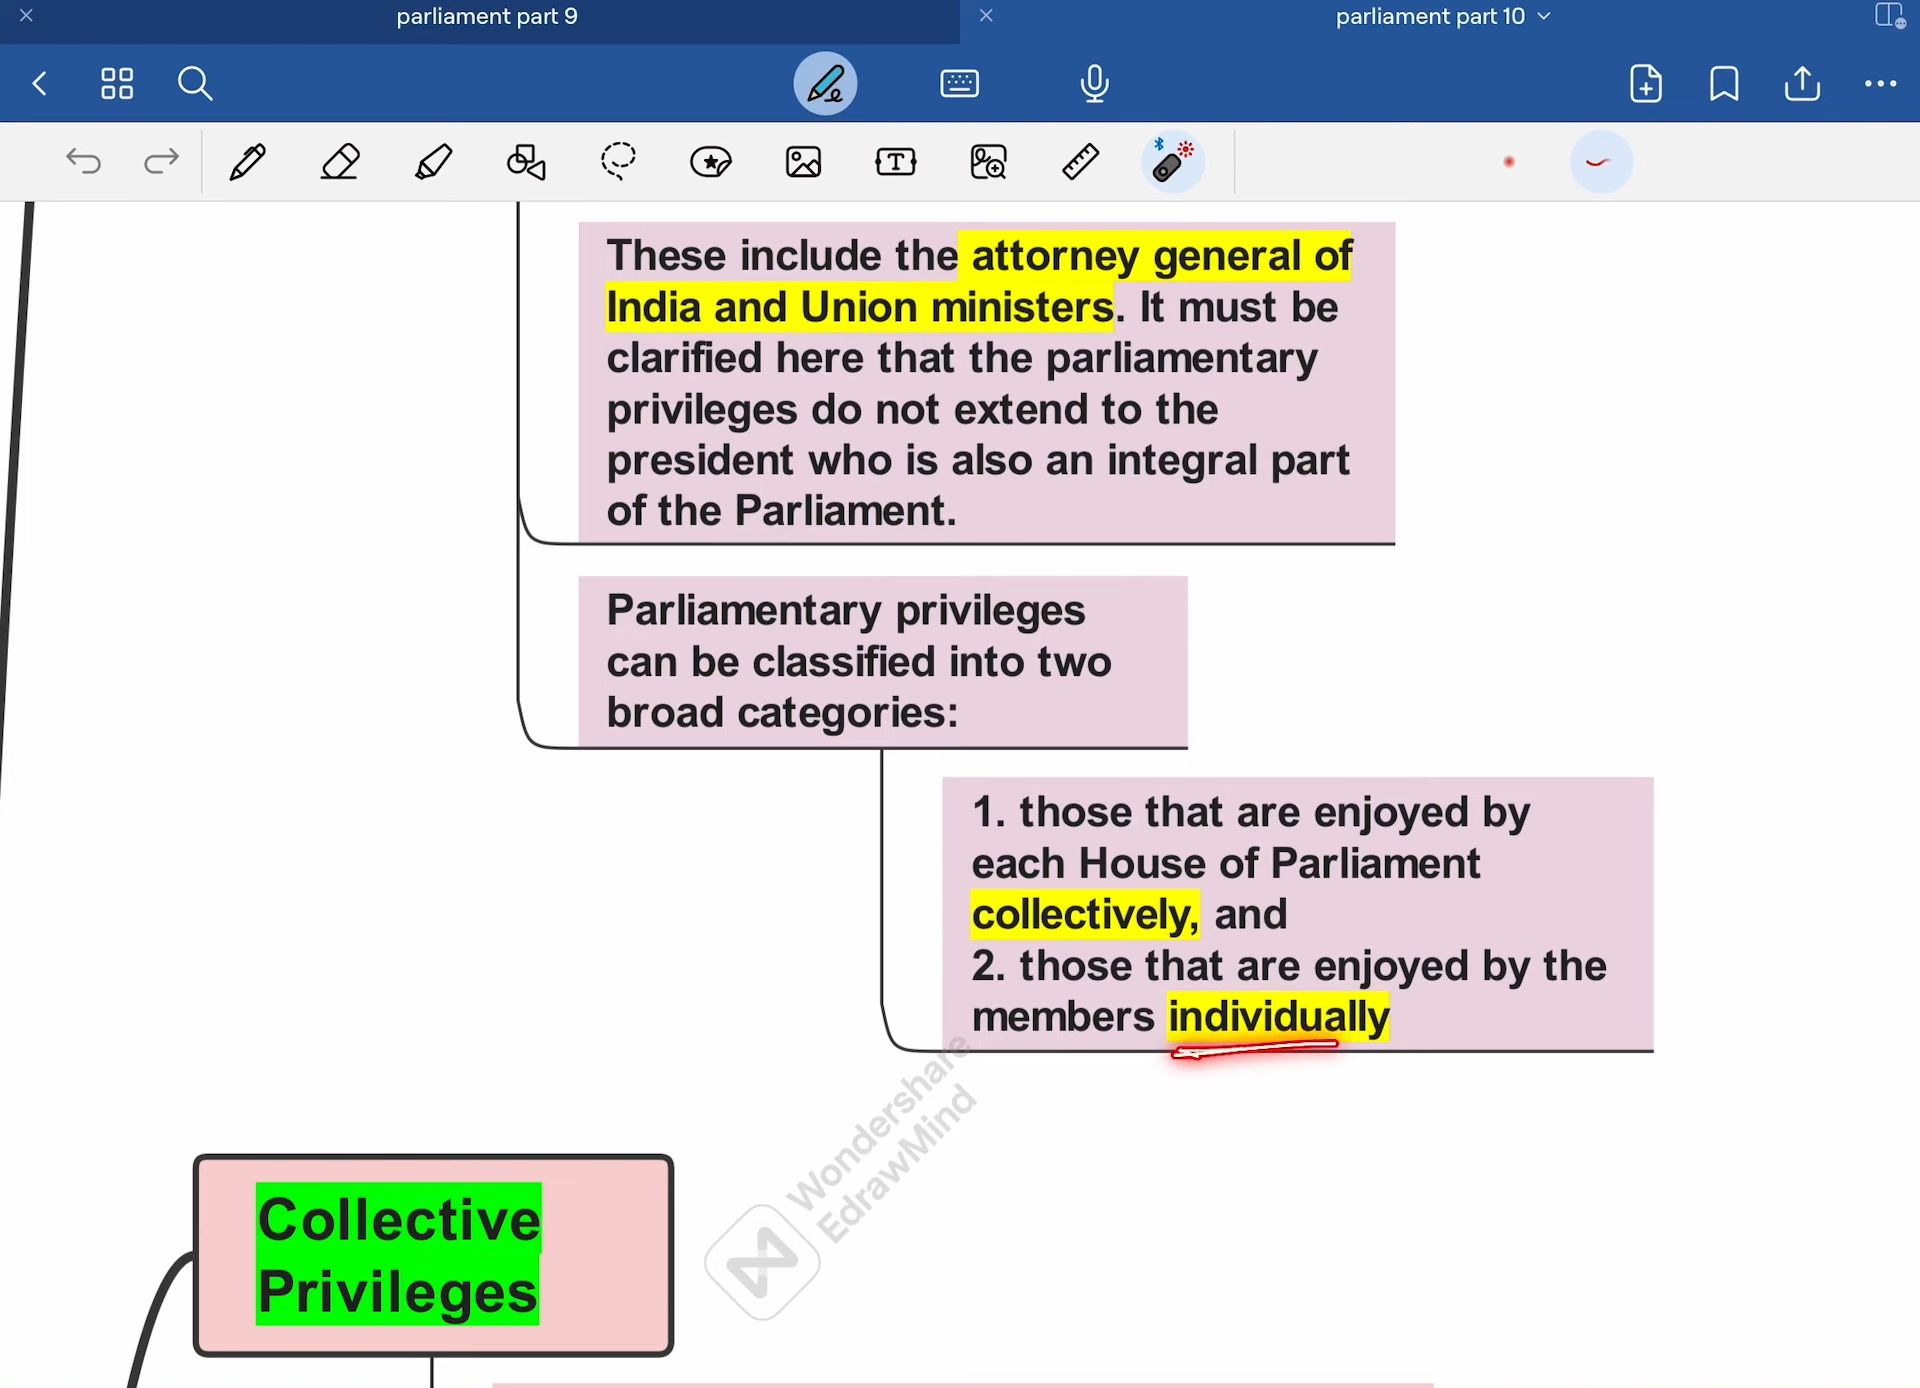 parliament part 9
parliament part 10
These include the attorney general of
India and Union ministers. It must be
clarified here that the parliamentary
privileges do not extend to the
president who is also an integral part
of the Parliament.
Parliamentary privileges
can be classified into two
broad categories:
1. those that are enjoyed by
each House of Parliament
collectively, and
2. those that are enjoyed by the
members individually
Collective
Privileges
Wondershare
EdrawMind